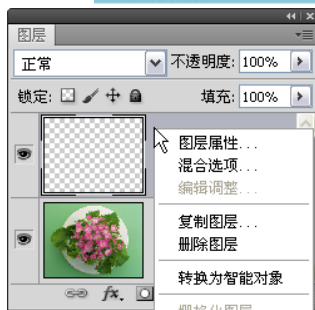 图层
正常
不透明度: 100%
锁定:
填充: 100%
图层属性...
混合选项...
编辑调整...
复制图层...
删除图层
转换为智能对象
fx.